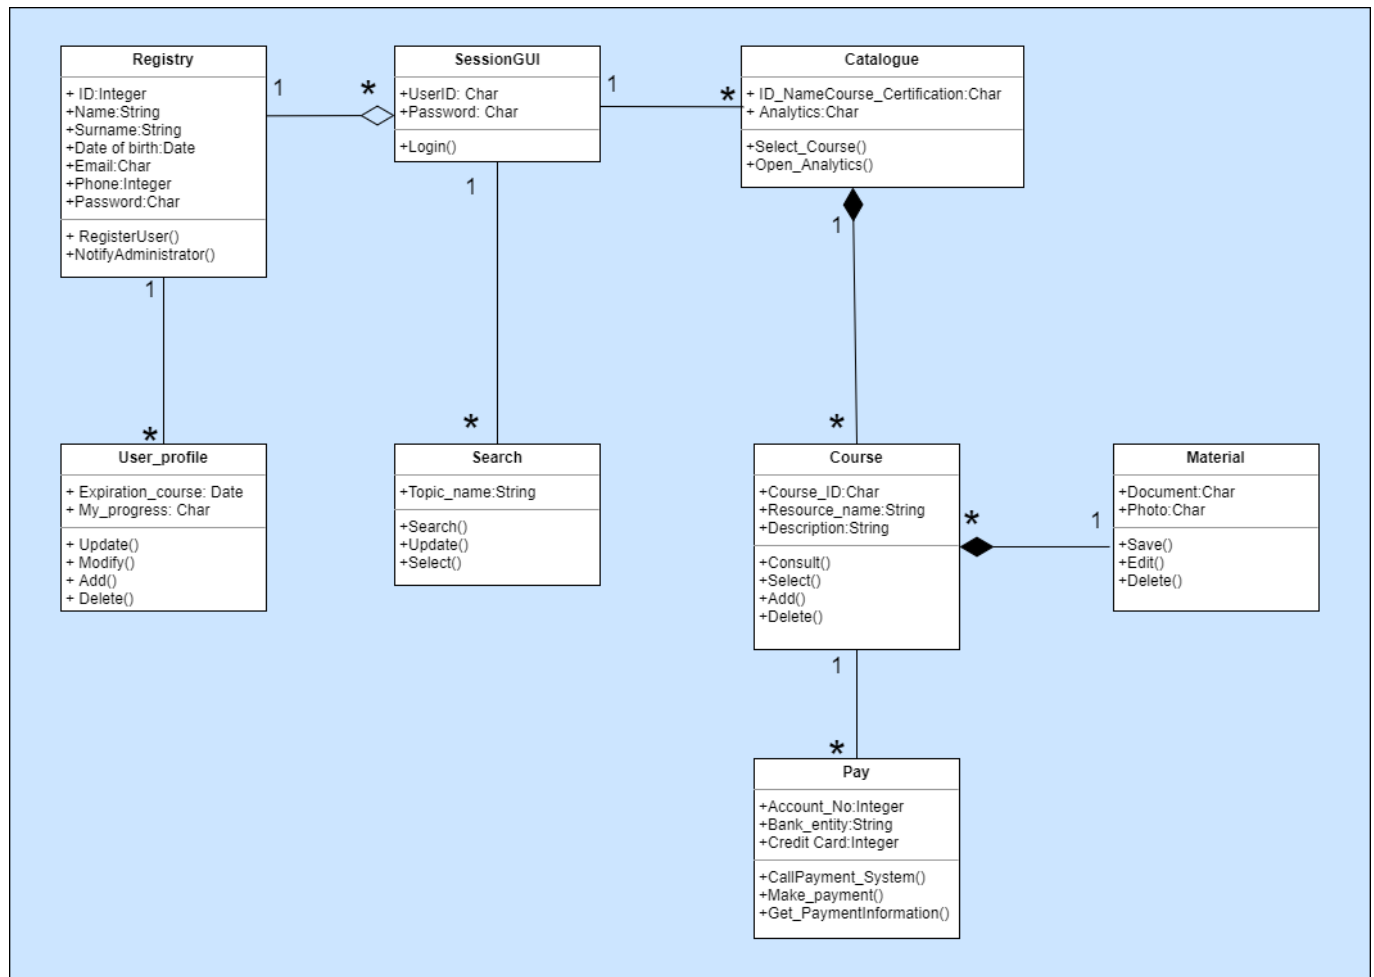 Registry
+ ID:Integer
+Name:String
+Surname:String
+Date of birth:Date
+Email:Char
+Phone:Integer
+Password:Char
+ RegisterUser()
+NotifyAdministrator()
1
*
SessionGUI
+UserID: Char
+Password: Char
+Login()
1
*
Catalogue
+ ID_NameCourse_Certification:Char
+ Analytics:Char
+Select_Course()
+Open_Analytics()
1
*
1
*
1
*
User_profile
+ Expiration_course: Date
+ My_progress: Char
+ Update()
+ Modify()
+ Add()
+ Delete()
Search
+Topic_name:String
+Search()
+Update()
+Select()
Course
+Course_ID:Char
+Resource_name:String
+Description:String
+Consult()
+Select()
+Add()
+Delete()
*
1
Material
+Document:Char
+Photo:Char
+Save()
+Edit()
+Delete()
1
*
Pay
+Account_No:Integer
+Bank_entity:String
+Credit Card:Integer
+CallPayment_System()
+Make_payment()
+Get_PaymentInformation()